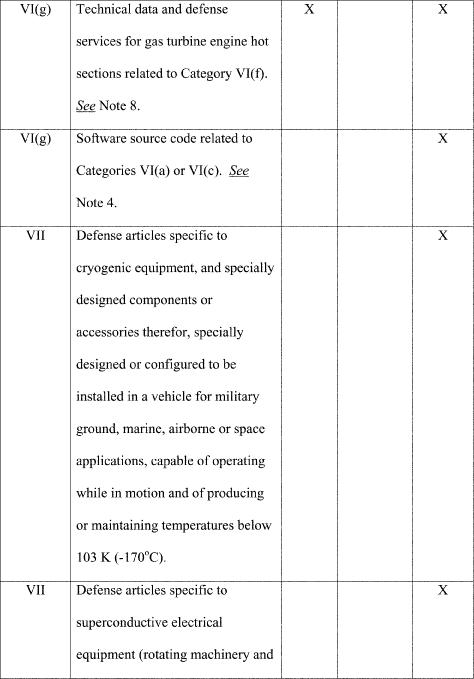 VI(g) Technical data and defense X X
services for gas turbine engine hot
sections related to Category VI(f).
See Note 8.
VI(g) Software source code related to X
Categories VI(a) or VI(c). See
Note 4.
VII Defense articles specific to X
cryogenic equipment, and specially
designed components or
accessories therefor, specially
designed or configured to be
installed in a vehicle for military
ground, marine, airborne or space
applications, capable of operating
while in motion and of producing
or maintaining temperatures below
103 K (-170°C).
VII Defense articles specific to X
superconductive electrical
equipment (rotating machinery and